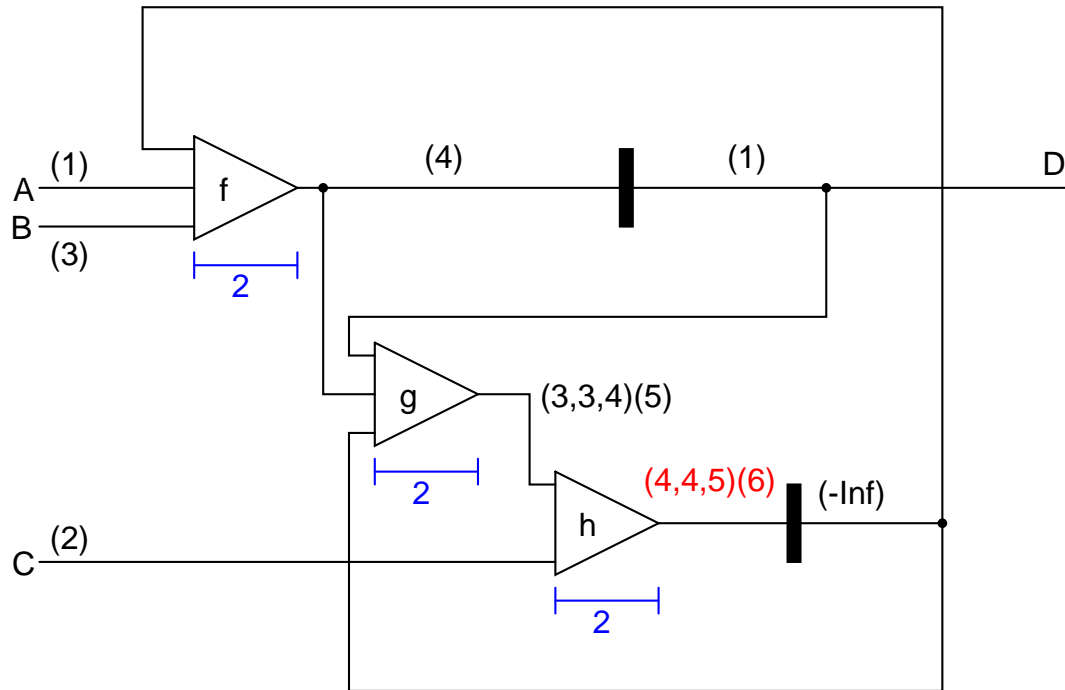 (4)
(1)
D
(1)
A
f
B
(3)
2
g
(3,3,4)(5)
2
(4,4,5)(6)
(-Inf)
h
(2)
C
2